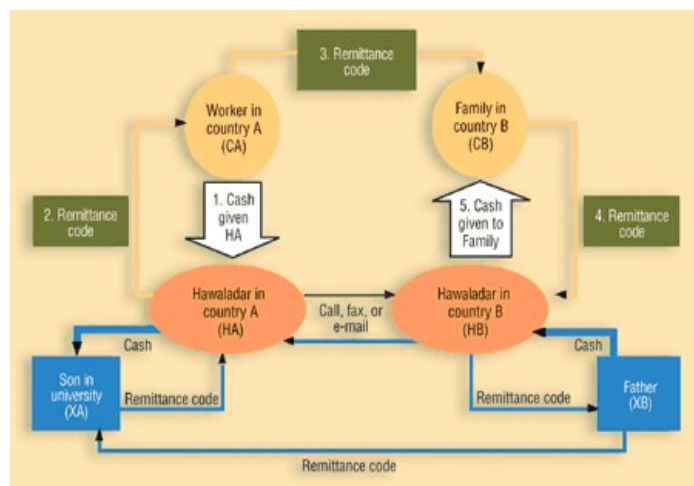 3. Remittance
code
Worker in
country A
(CA)
Family in
country B
(CB)
2. Remittance
code
1. Cash
given
HA
5. Cash
given to
Family
4. Remittance
code
Hawaladar in
country A
(HA)
Call, fax, or
e-mail
Hawaladar in
country B
(HB)
Cash
Cash
Son in
university
(XA)
Remittance code
Remittance code
Father
(XB)
Remittance code